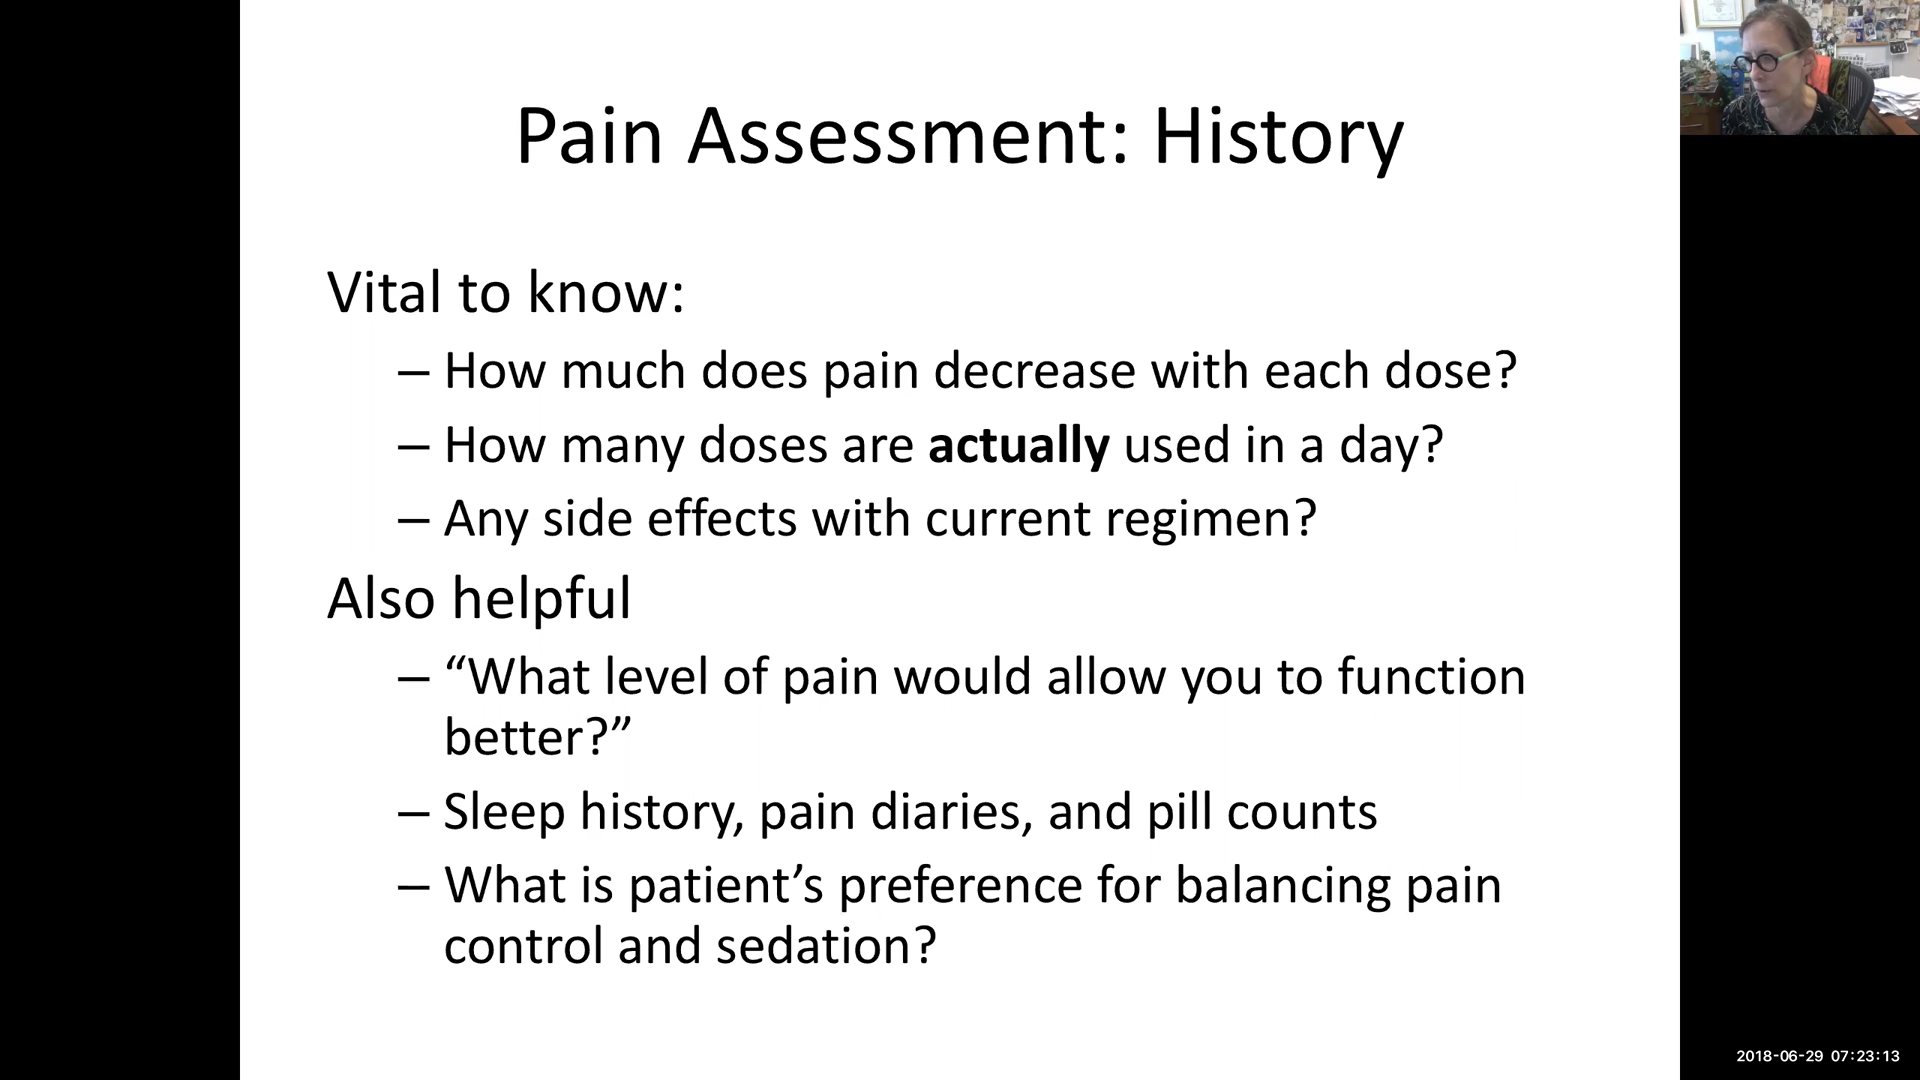 Pain Assessment: History
Vital to know:
– How much does pain decrease with each dose?
– How many doses are actually used in a day?
– Any side effects with current regimen?
Also helpful
– “What level of pain would allow you to function
better?”
– Sleep history, pain diaries, and pill counts
– What is patient’s preference for balancing pain
control and sedation?
2018-06-29 07:23:13